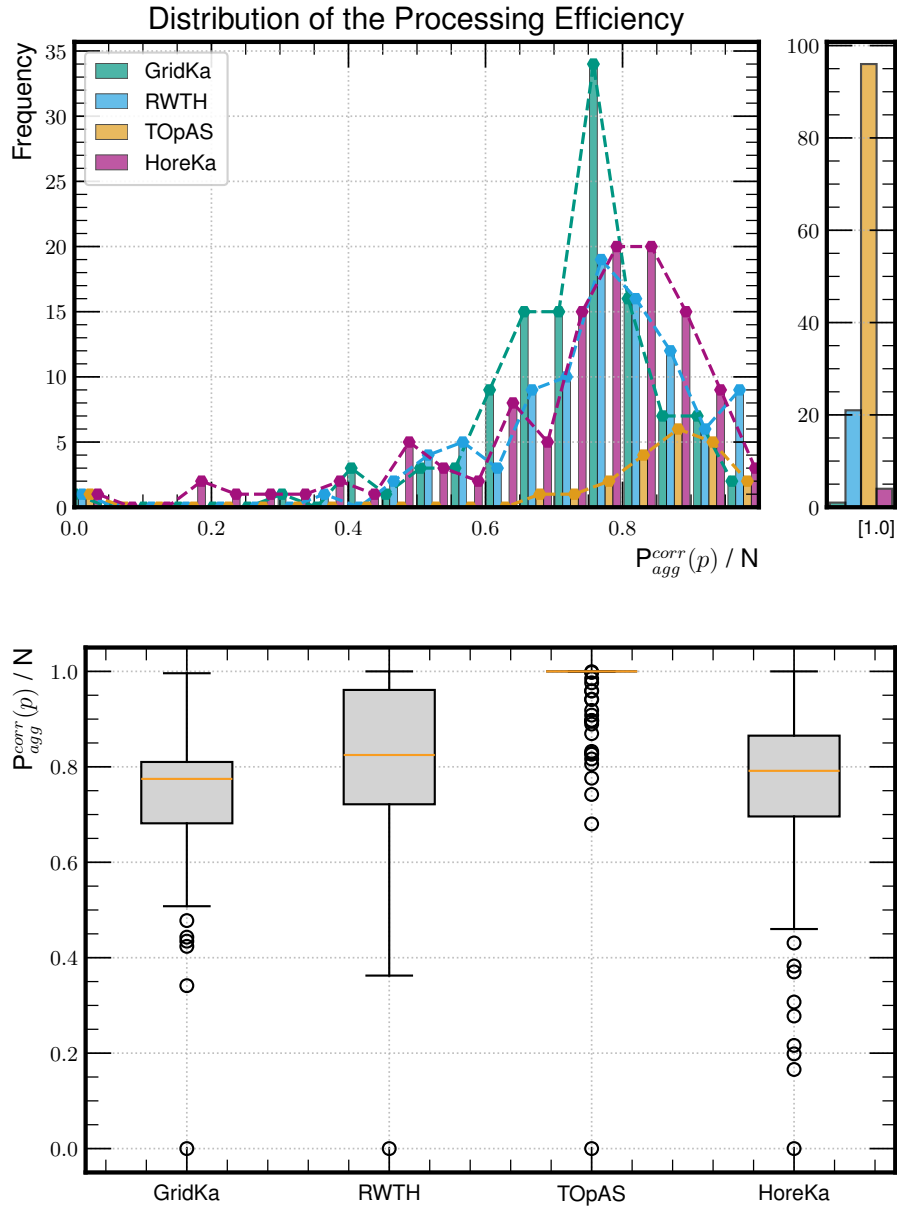 Distribution of the Processing Efficiency
Frequency
35
30
25
20
15
10
5
0
GridKa
RWTH
TOpAS
HoreKa
0.0 0.2 0.4 0.6 0.8
P_{agg}^{corr}(p) / N
100
80
60
40
20
0
[1.0]
P_{agg}^{corr}(p) / N
1.0
0.8
0.6
0.4
0.2
0.0
GridKa RWTH TOpAS HoreKa